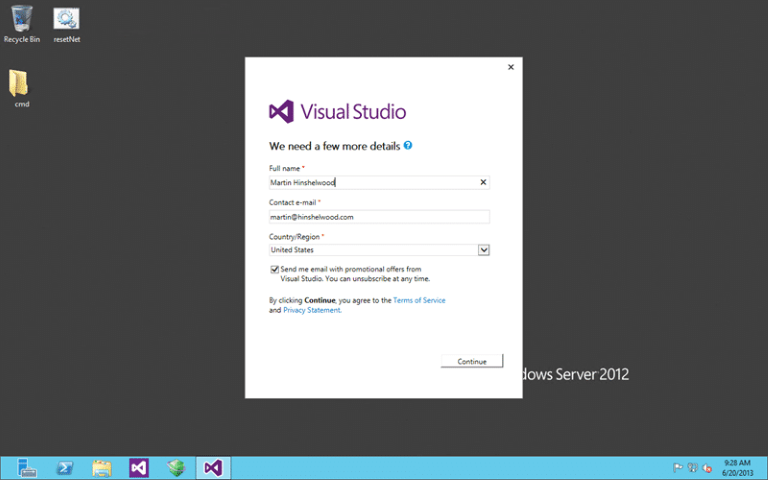 Recycle Bin
resetNet
cmd
Visual Studio
We need a few more details
Full name *
Martin Hinshelwood
Contact e-mail *
martin@hinshelwood.com
Country/Region *
United States
Send me email with promotional offers from
Visual Studio. You can unsubscribe at any time.
By clicking Continue, you agree to the Terms of Service
and Privacy Statement.
Continue
dows Server 2012
9:28 AM
6/20/2013